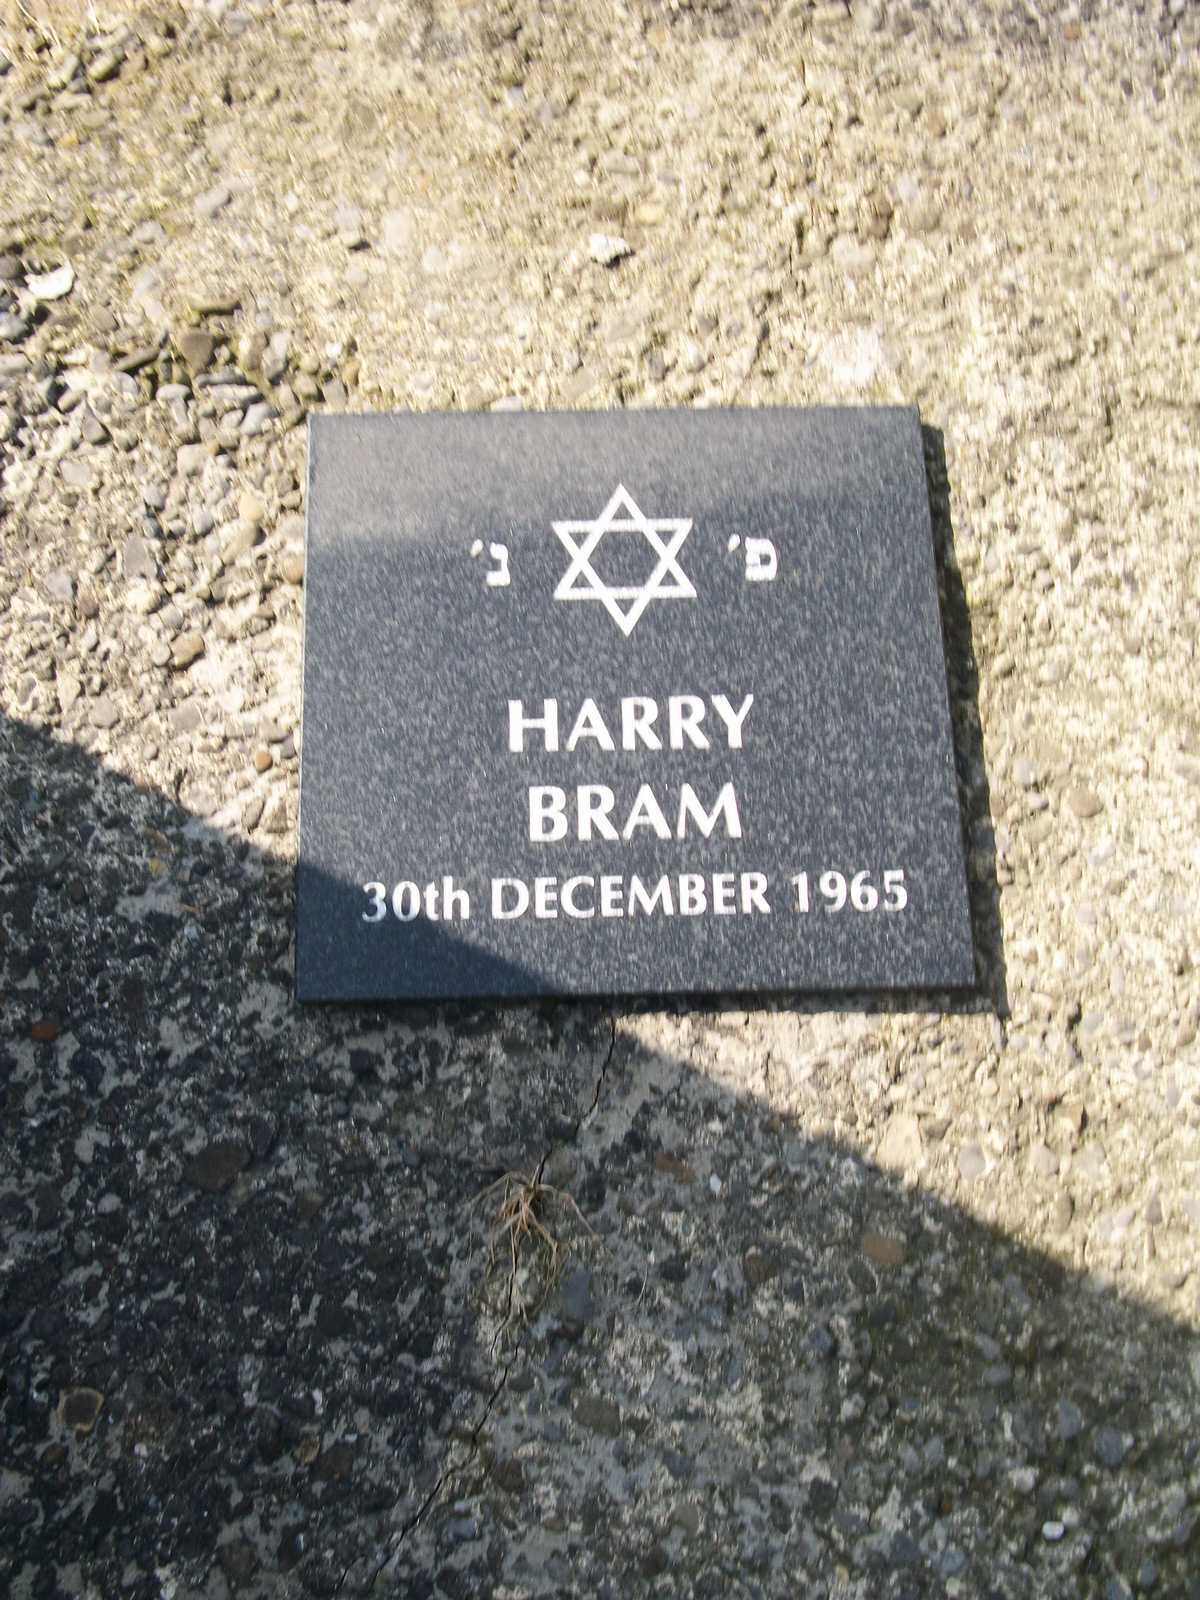 פ׳ נ׳
HARRY
BRAM
30th DECEMBER 1965